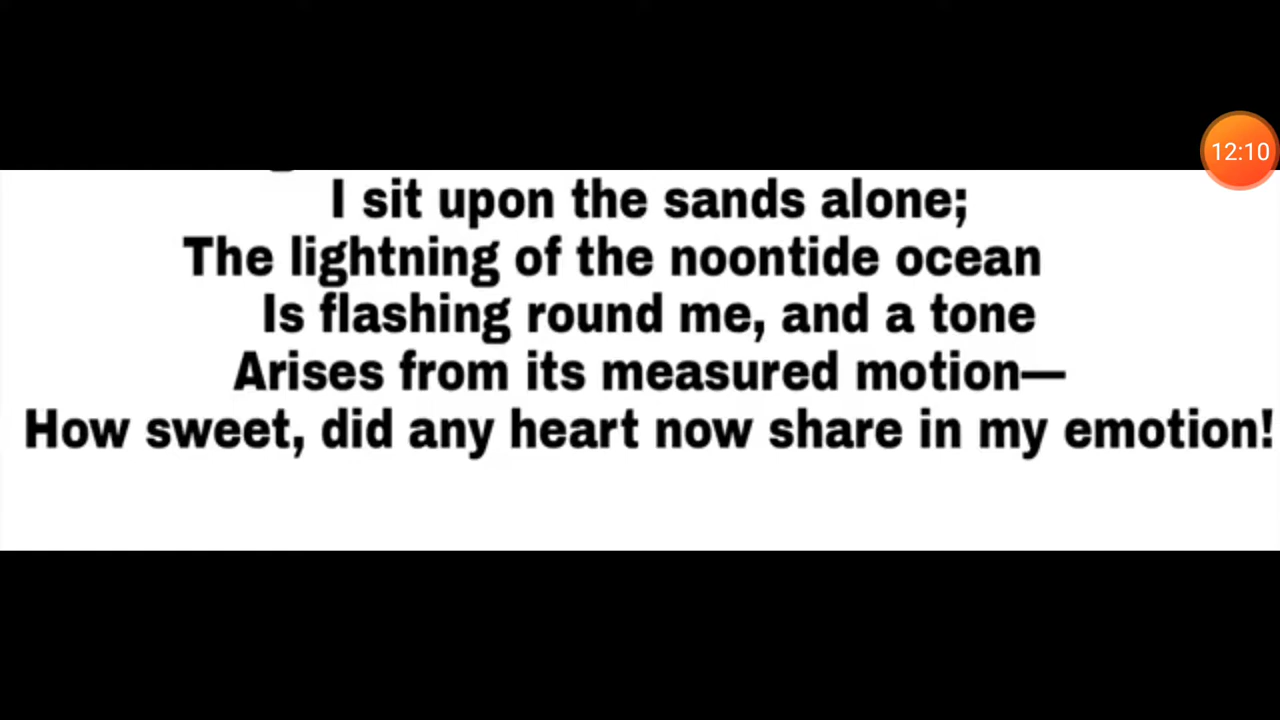 12:10
I sit upon the sands alone;
The lightning of the noontide ocean
Is flashing round me, and a tone
Arises from its measured motion—
How sweet, did any heart now share in my emotion!